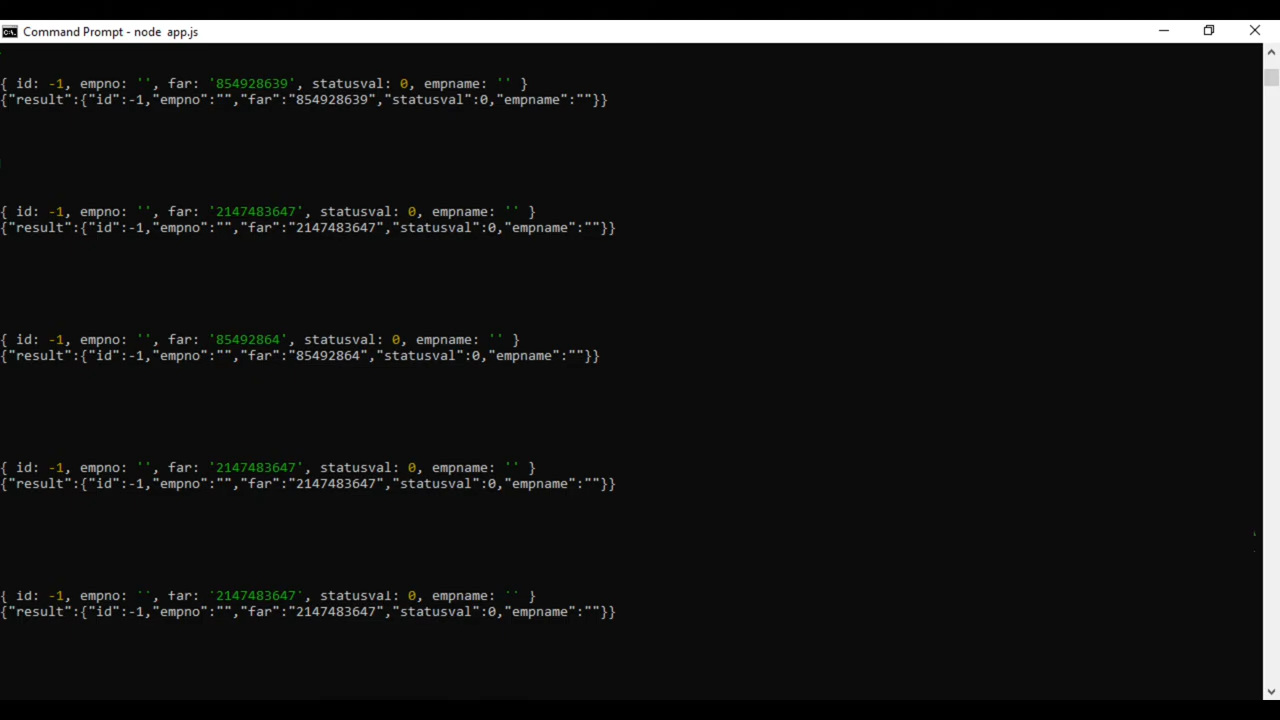 Command Prompt - node  app.js
{ id: -1, empno: '', far: '854928639', statusval: 0, empname: '' }
{"result":{"id":-1,"empno":"","far":"854928639","statusval":0,"empname":""}}
{ id: -1, empno: '', far: '2147483647', statusval: 0, empname: '' }
{"result":{"id":-1,"empno":"","far":"2147483647","statusval":0,"empname":""}}
{ id: -1, empno: '', far: '85492864', statusval: 0, empname: '' }
{"result":{"id":-1,"empno":"","far":"85492864","statusval":0,"empname":""}}
{ id: -1, empno: '', far: '2147483647', statusval: 0, empname: '' }
{"result":{"id":-1,"empno":"","far":"2147483647","statusval":0,"empname":""}}
{ id: -1, empno: '', far: '2147483647', statusval: 0, empname: '' }
{"result":{"id":-1,"empno":"","far":"2147483647","statusval":0,"empname":""}}